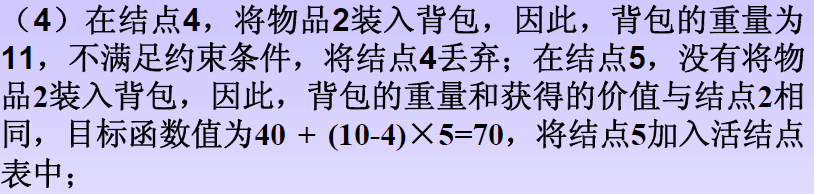 （4）在结点4，将物品2装入背包，因此，背包的重量为
11，不满足约束条件，将结点4丢弃；在结点5，没有将物
品2装入背包，因此，背包的重量和获得的价值与结点2相
同，目标函数值为40 + (10-4)×5=70，将结点5加入活结点
表中；